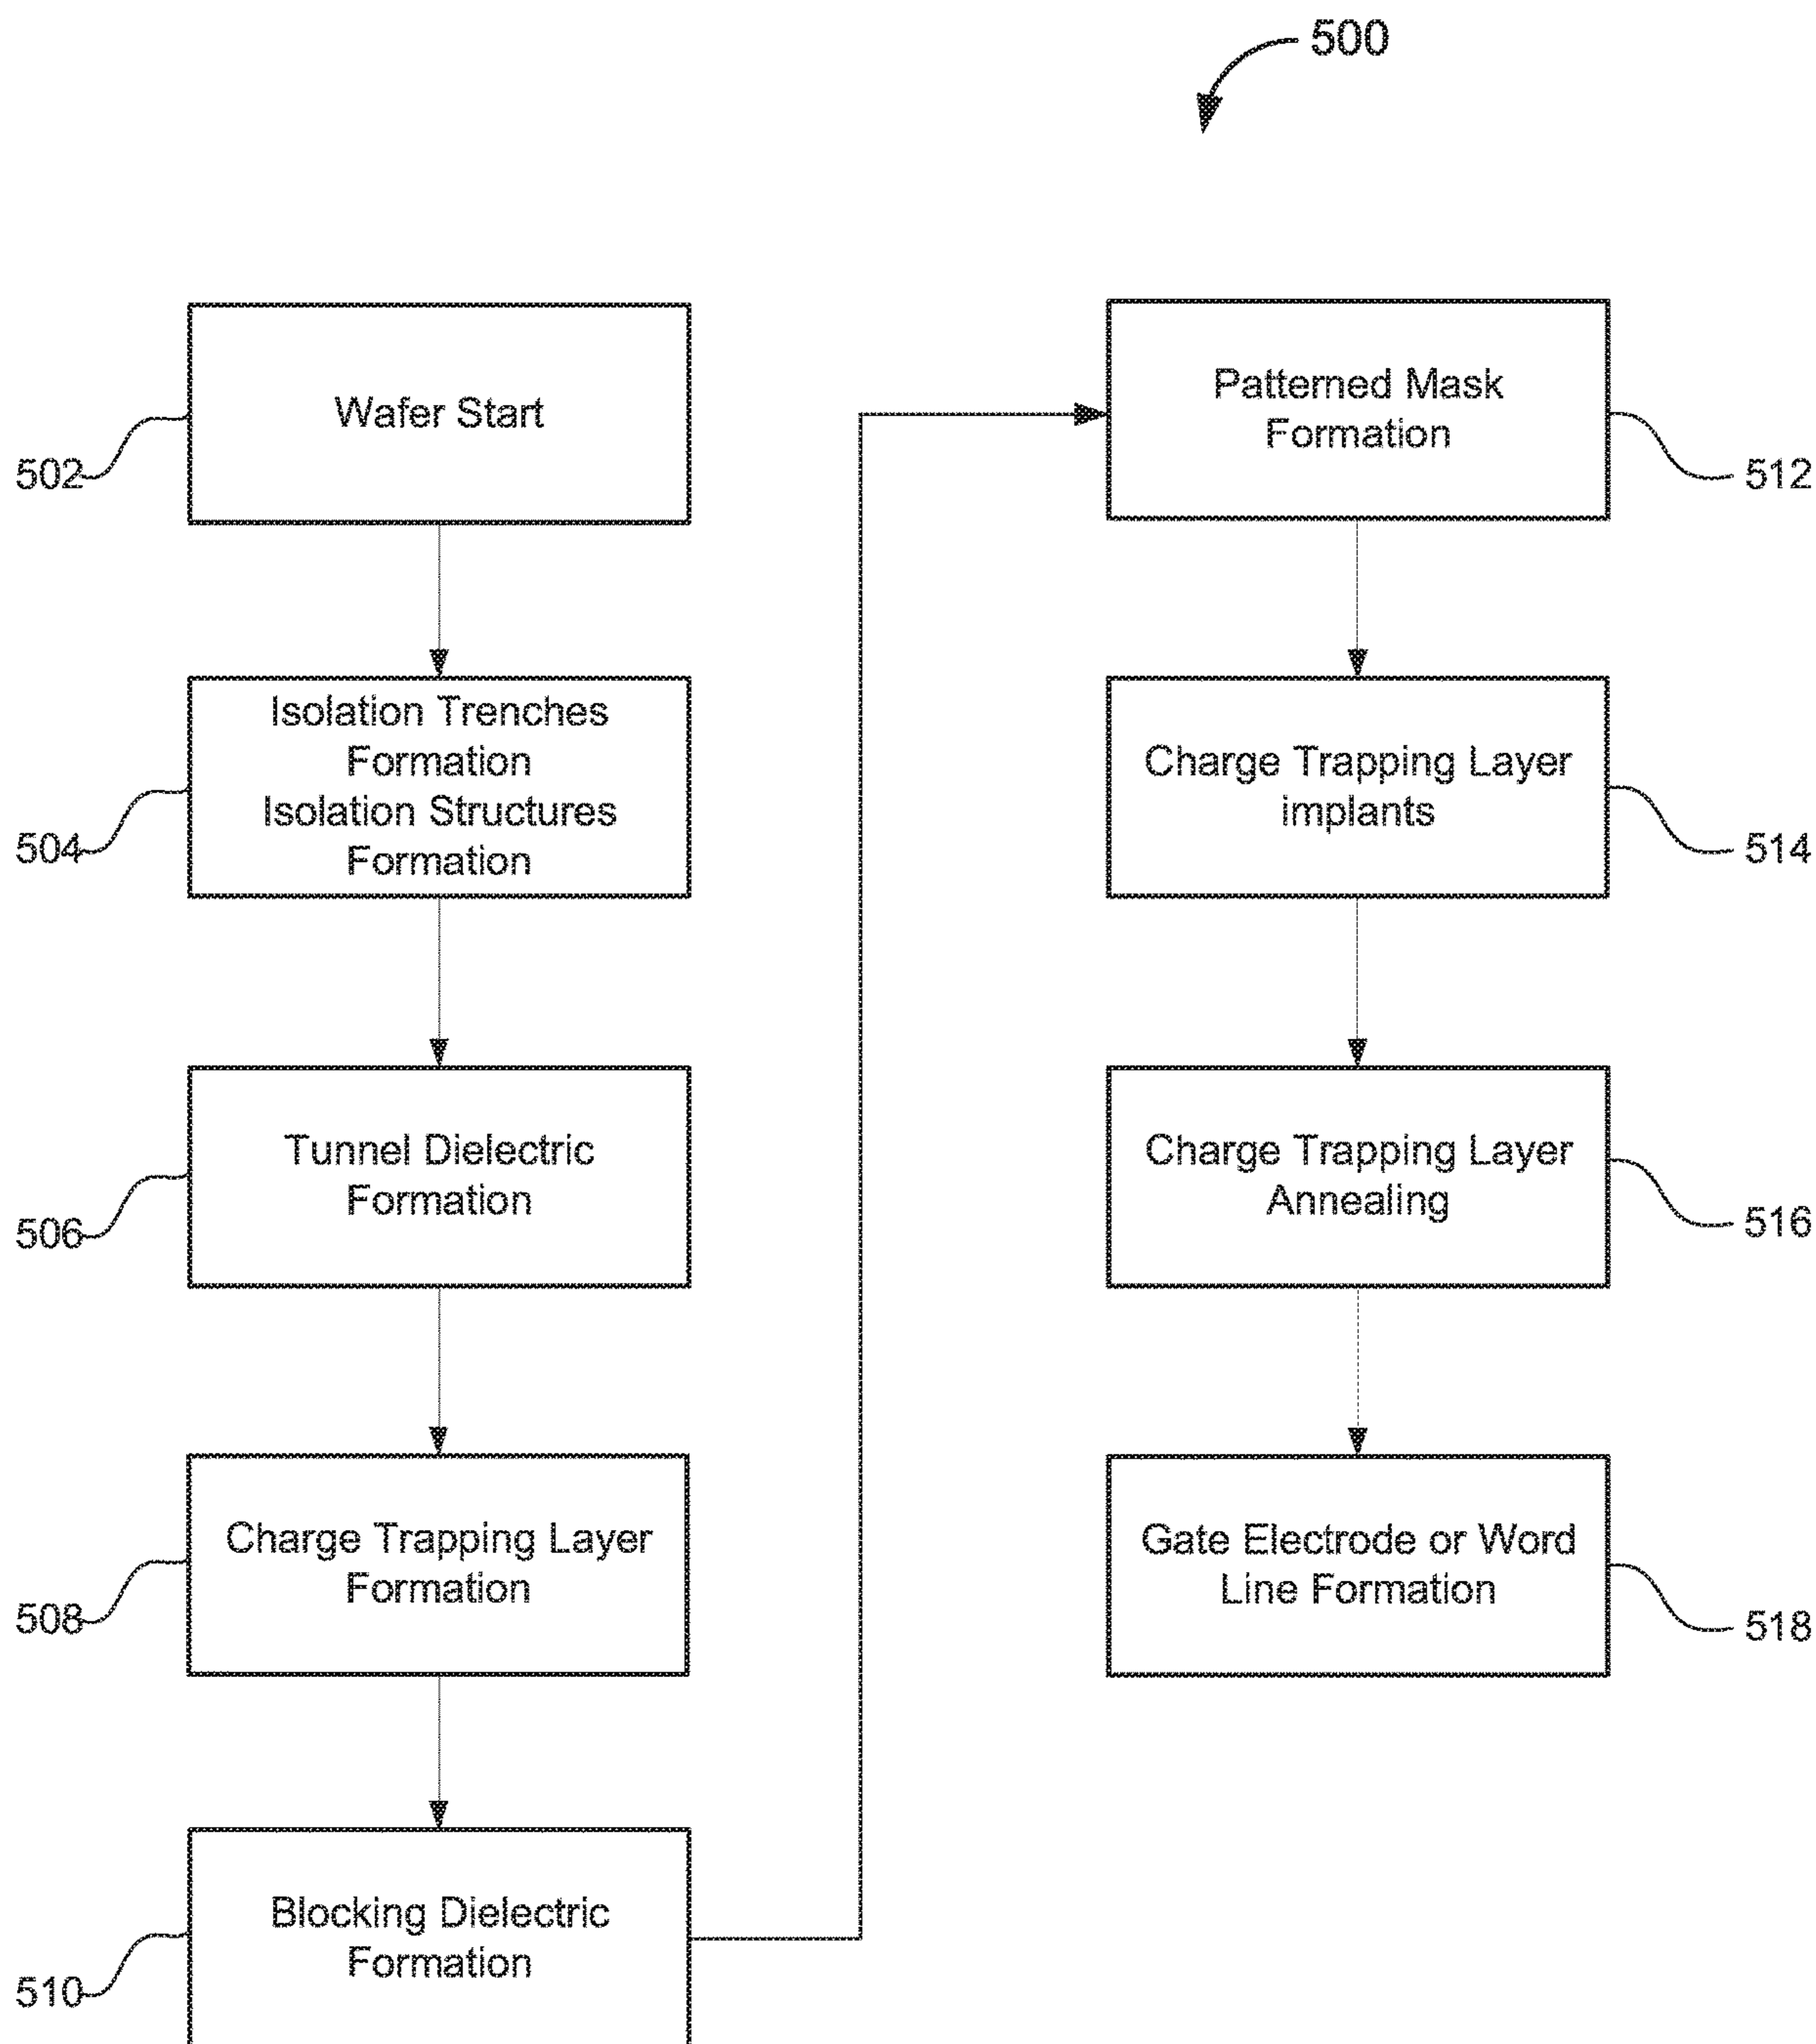 500
Wafer Start
502
Isolation Trenches
Formation
Isolation Structures
Formation
504
Tunnel Dielectric
Formation
506
Charge Trapping Layer
Formation
508
Blocking Dielectric
Formation
510
Patterned Mask
Formation
512
Charge Trapping Layer
implants
514
Charge Trapping Layer
Annealing
516
Gate Electrode or Word
Line Formation
518